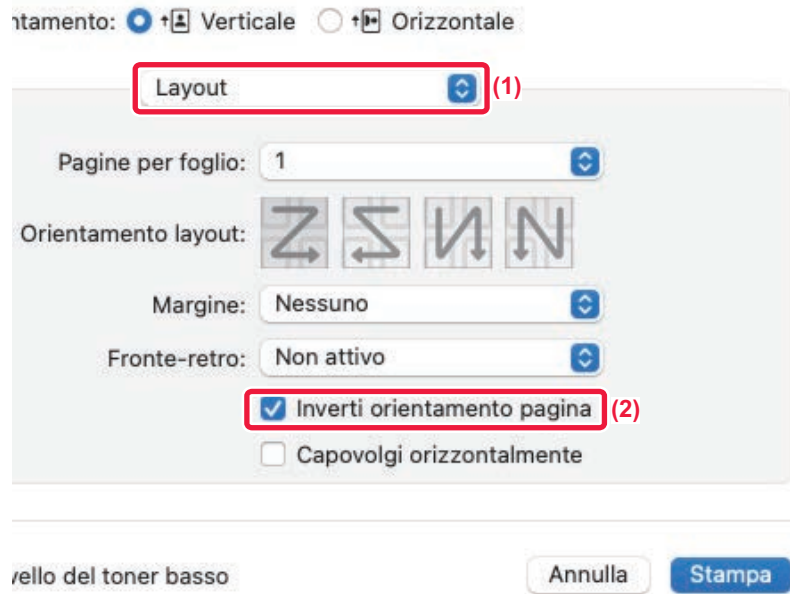 ntamento: Verticale Orizzontale
Layout (1)
Pagine per foglio: 1
Orientamento layout:
Margine: Nessuno
Fronte-retro: Non attivo
Inverti orientamento pagina (2)
Capovolgi orizzontalmente
vello del toner basso Annulla Stampa